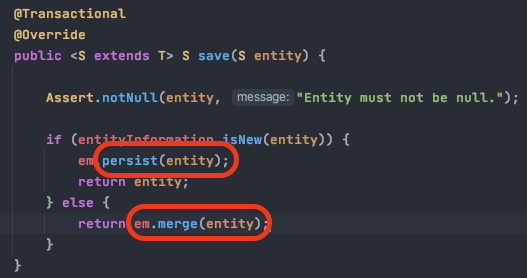 @Transactional
@Override
public <S extends T> S save(S entity) {
Assert.notNull(entity, message: "Entity must not be null.");
if (entityInformation.isNew(entity)) {
em.persist(entity);
return entity;
} else {
return em.merge(entity);
}
}